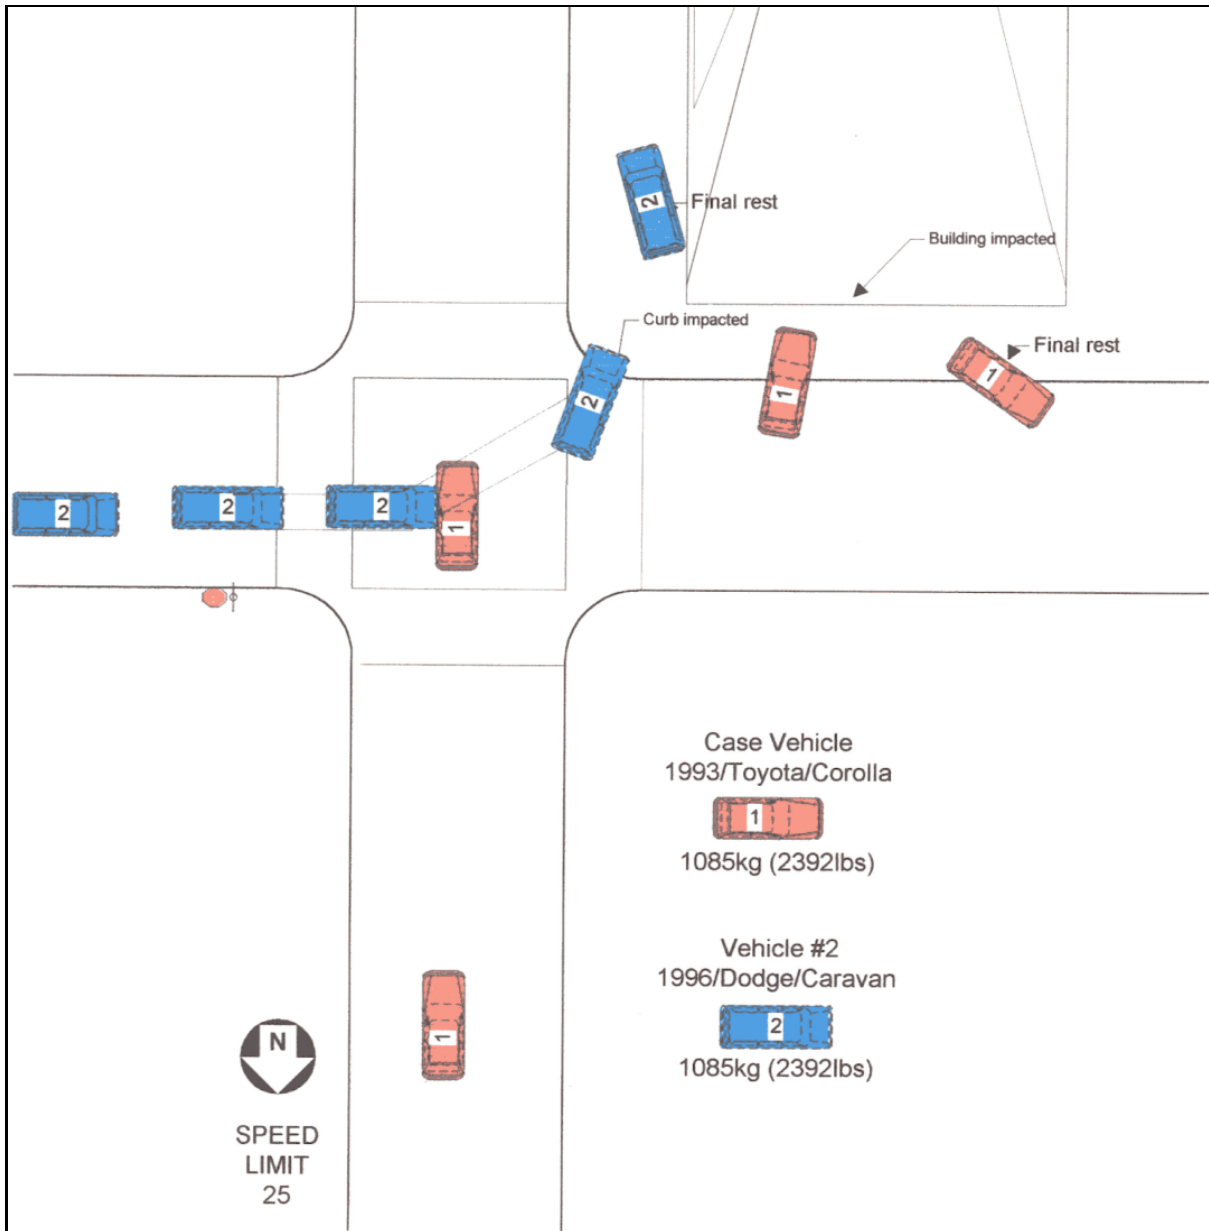 2
Final rest
Building impacted
Curb impacted
Final rest
1
1
2
2
2
2
1
Case Vehicle
1993/Toyota/Corolla
1
1085kg (2392lbs)
Vehicle #2
1996/Dodge/Caravan
2
1085kg (2392lbs)
1
N
SPEED
LIMIT
25